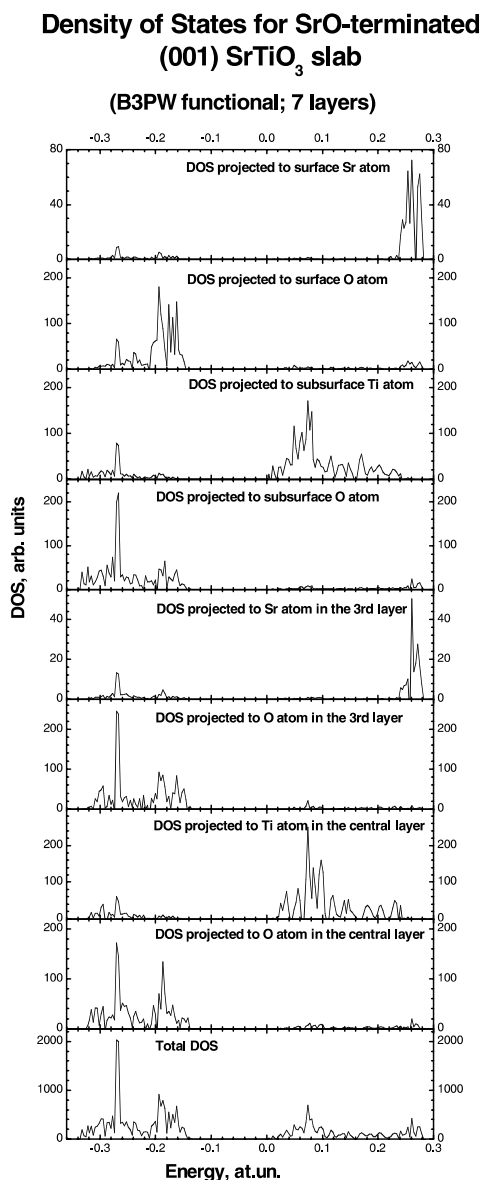 Density of States for SrO-terminated
(001) SrTiO₃ slab
(B3PW functional; 7 layers)
-0.3 -0.2 -0.1 0.0 0.1 0.2 0.3
80 DOS projected to surface Sr atom 80
40 40
0 0
200 DOS projected to surface O atom 200
100 100
0 0
200 DOS projected to subsurface Ti atom 200
100 100
0 0
200 DOS projected to subsurface O atom 200
100 100
0 0
DOS projected to Sr atom in the 3rd layer
40 40
20 20
0 0
DOS projected to O atom in the 3rd layer
200 200
100 100
0 0
DOS projected to Ti atom in the central layer
200 200
100 100
0 0
200 DOS projected to O atom in the central layer 200
100 100
0 0
Total DOS
2000 2000
1000 1000
0
-0.3 -0.2 -0.1 0.0 0.1 0.2 0.3
Energy, at.un.
DOS, arb. units